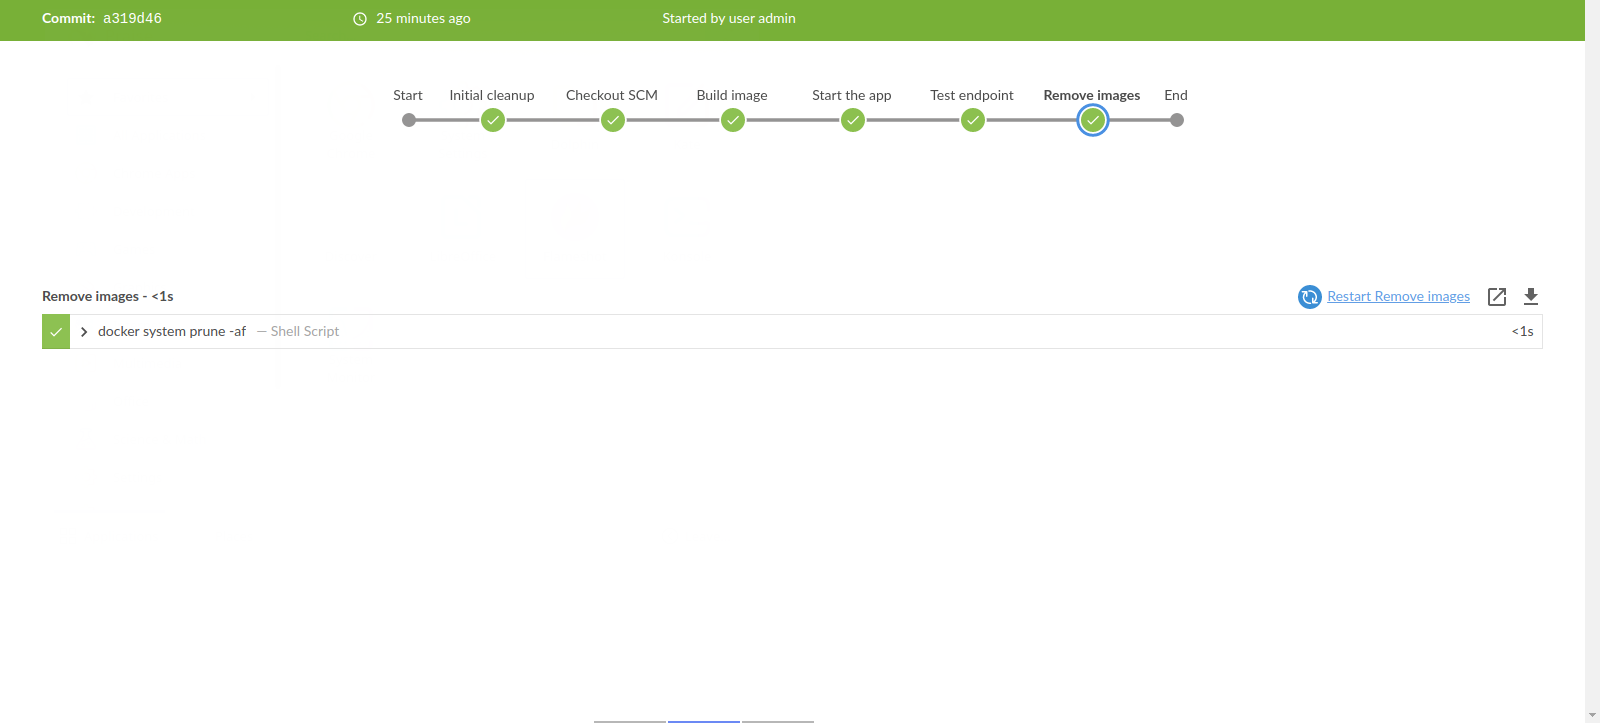 Commit: a319d46 25 minutes ago Started by user admin
Start Initial cleanup Checkout SCM Build image Start the app Test endpoint Remove images End
Remove images - <1s Restart Remove images
docker system prune -af — Shell Script <1s